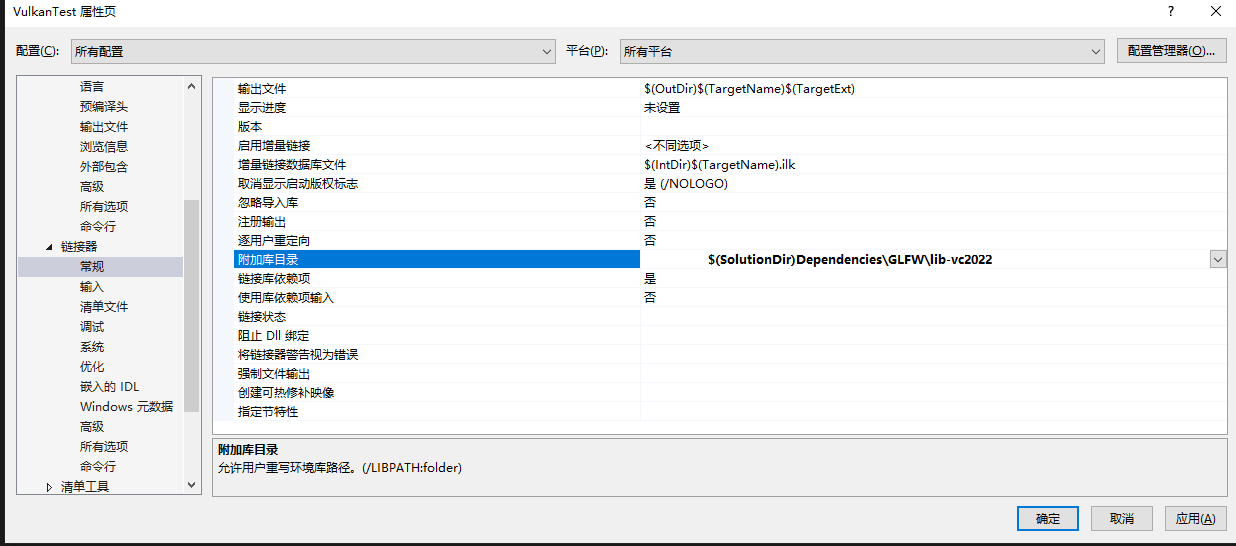 VulkanTest 属性页
配置(C): 所有配置 平台(P): 所有平台 配置管理器(O)...
语言
预编译头
输出文件
浏览信息
外部包含
高级
所有选项
命令行
链接器
常规
输入
清单文件
调试
系统
优化
嵌入的 IDL
Windows 元数据
高级
所有选项
命令行
清单工具
输出文件 $(OutDir)$(TargetName)$(TargetExt)
显示进度 未设置
版本
启用增量链接 <不同选项>
增量链接数据库文件 $(IntDir)$(TargetName).ilk
取消显示启动版权标志 是 (/NOLOGO)
忽略导入库 否
注册输出 否
逐用户重定向 否
附加库目录 $(SolutionDir)Dependencies\GLFW\lib-vc2022
链接库依赖项 是
使用库依赖项输入 否
链接状态
阻止 Dll 绑定
将链接器警告视为错误
强制文件输出
创建可热修补映像
指定节特性
附加库目录
允许用户重写环境库路径。(/LIBPATH:folder)
确定 取消 应用(A)